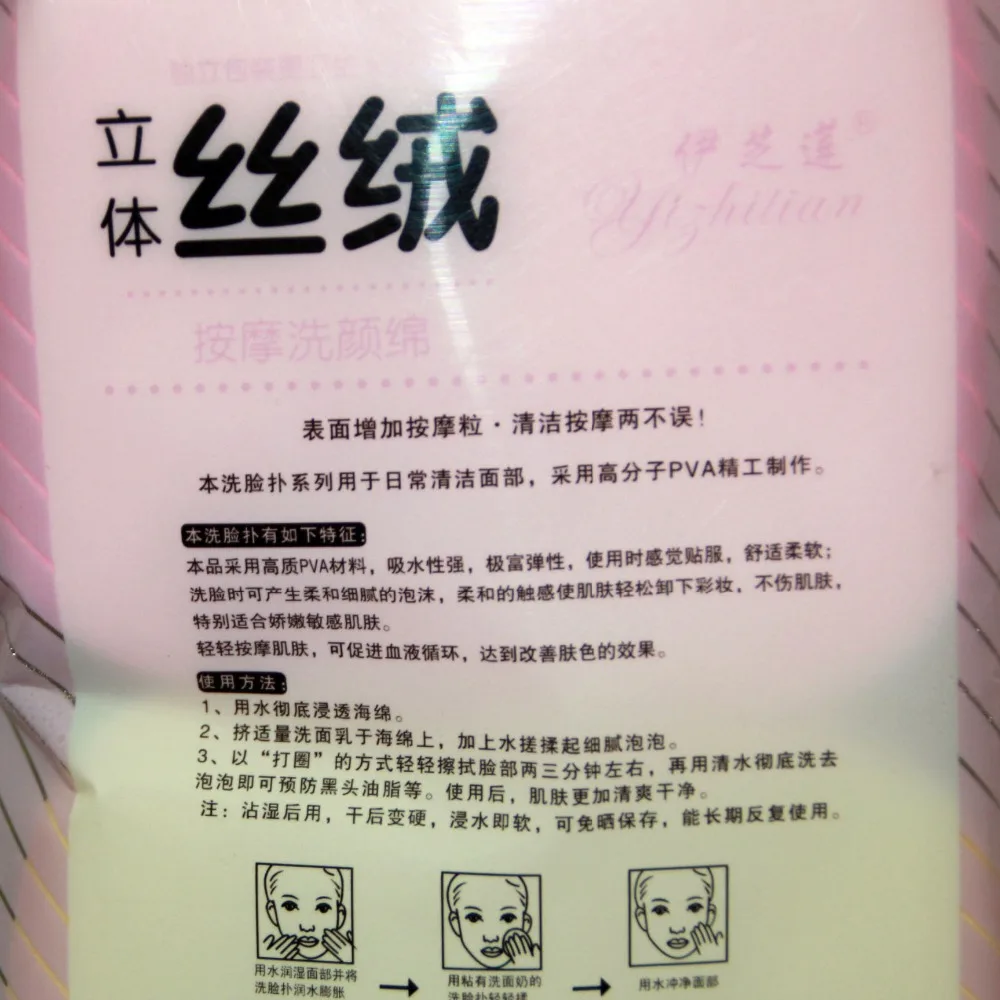 立体 丝绒
伊芝莲®
Yizhilian
按摩洗颜绵
表面增加按摩粒·清洁按摩两不误！
本洗脸扑系列用于日常清洁面部，采用高分子PVA精工制作。
本洗脸扑有如下特征：
本品采用高质PVA材料，吸水性强，极富弹性，使用时感觉贴服，舒适柔软；
洗脸时可产生柔和细腻的泡沫，柔和的触感使肌肤轻松卸下彩妆，不伤肌肤，
特别适合娇嫩敏感肌肤。
轻轻按摩肌肤，可促进血液循环，达到改善肤色的效果。
使用方法：
1、用水彻底浸透海绵。
2、挤适量洗面乳于海绵上，加上水搓揉起细腻泡泡。
3、以“打圈”的方式轻轻擦拭脸部两三分钟左右，再用清水彻底洗去
泡泡即可预防黑头油脂等。使用后，肌肤更加清爽干净。
注：沾湿后用，干后变硬，浸水即软，可免晒保存，能长期反复使用。
用水润湿面部并将
洗脸扑润水膨胀
用粘有洗面奶的
洗脸扑轻轻揉
用水冲净面部